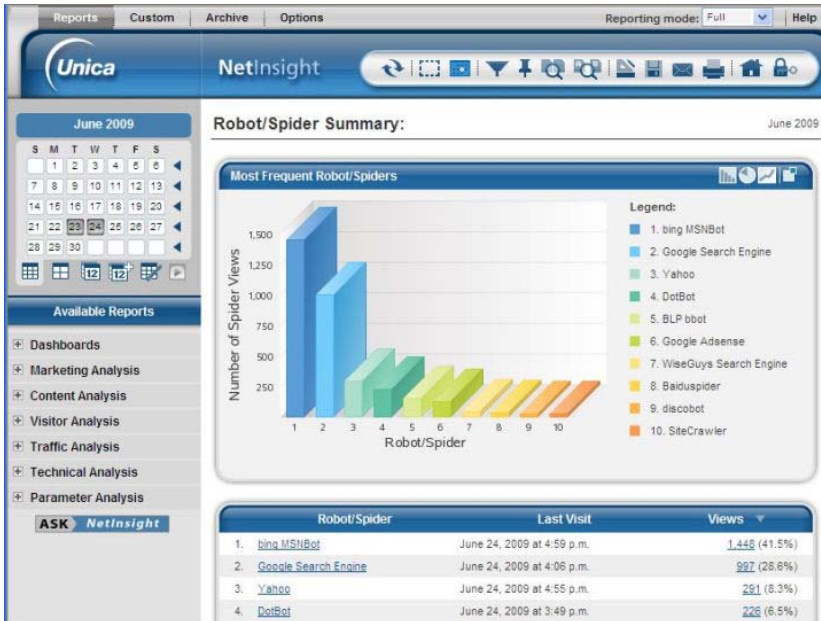 Reports Custom Archive Options Reporting mode: Full Help
Unica
NetInsight
June 2009
S M T W T F S
1 2 3 4 5 6
7 8 9 10 11 12 13
14 15 16 17 18 19 20
21 22 23 24 25 26 27
28 29 30
12 12
Available Reports
Dashboards
Marketing Analysis
Content Analysis
Visitor Analysis
Traffic Analysis
Technical Analysis
Parameter Analysis
ASK NetInsight
Robot/Spider Summary: June 2009
Most Frequent Robot/Spiders
Number of Spider Views
1,500
1,250
1,000
750
500
250
1 2 3 4 5 6 7 8 9 10
Robot/Spider
Legend:
1. bing MSNBot
2. Google Search Engine
3. Yahoo
4. DotBot
5. BLP bbot
6. Google Adsense
7. WiseGuys Search Engine
8. Baiduspider
9. discobot
10. SiteCrawler
Robot/Spider Last Visit Views
1. bing MSNBot June 24, 2009 at 4:59 p.m. 1,448 (41.5%)
2. Google Search Engine June 24, 2009 at 4:06 p.m. 997 (28.6%)
3. Yahoo June 24, 2009 at 4:55 p.m. 291 (8.3%)
4. DotBot June 24, 2009 at 3:49 p.m. 226 (6.5%)